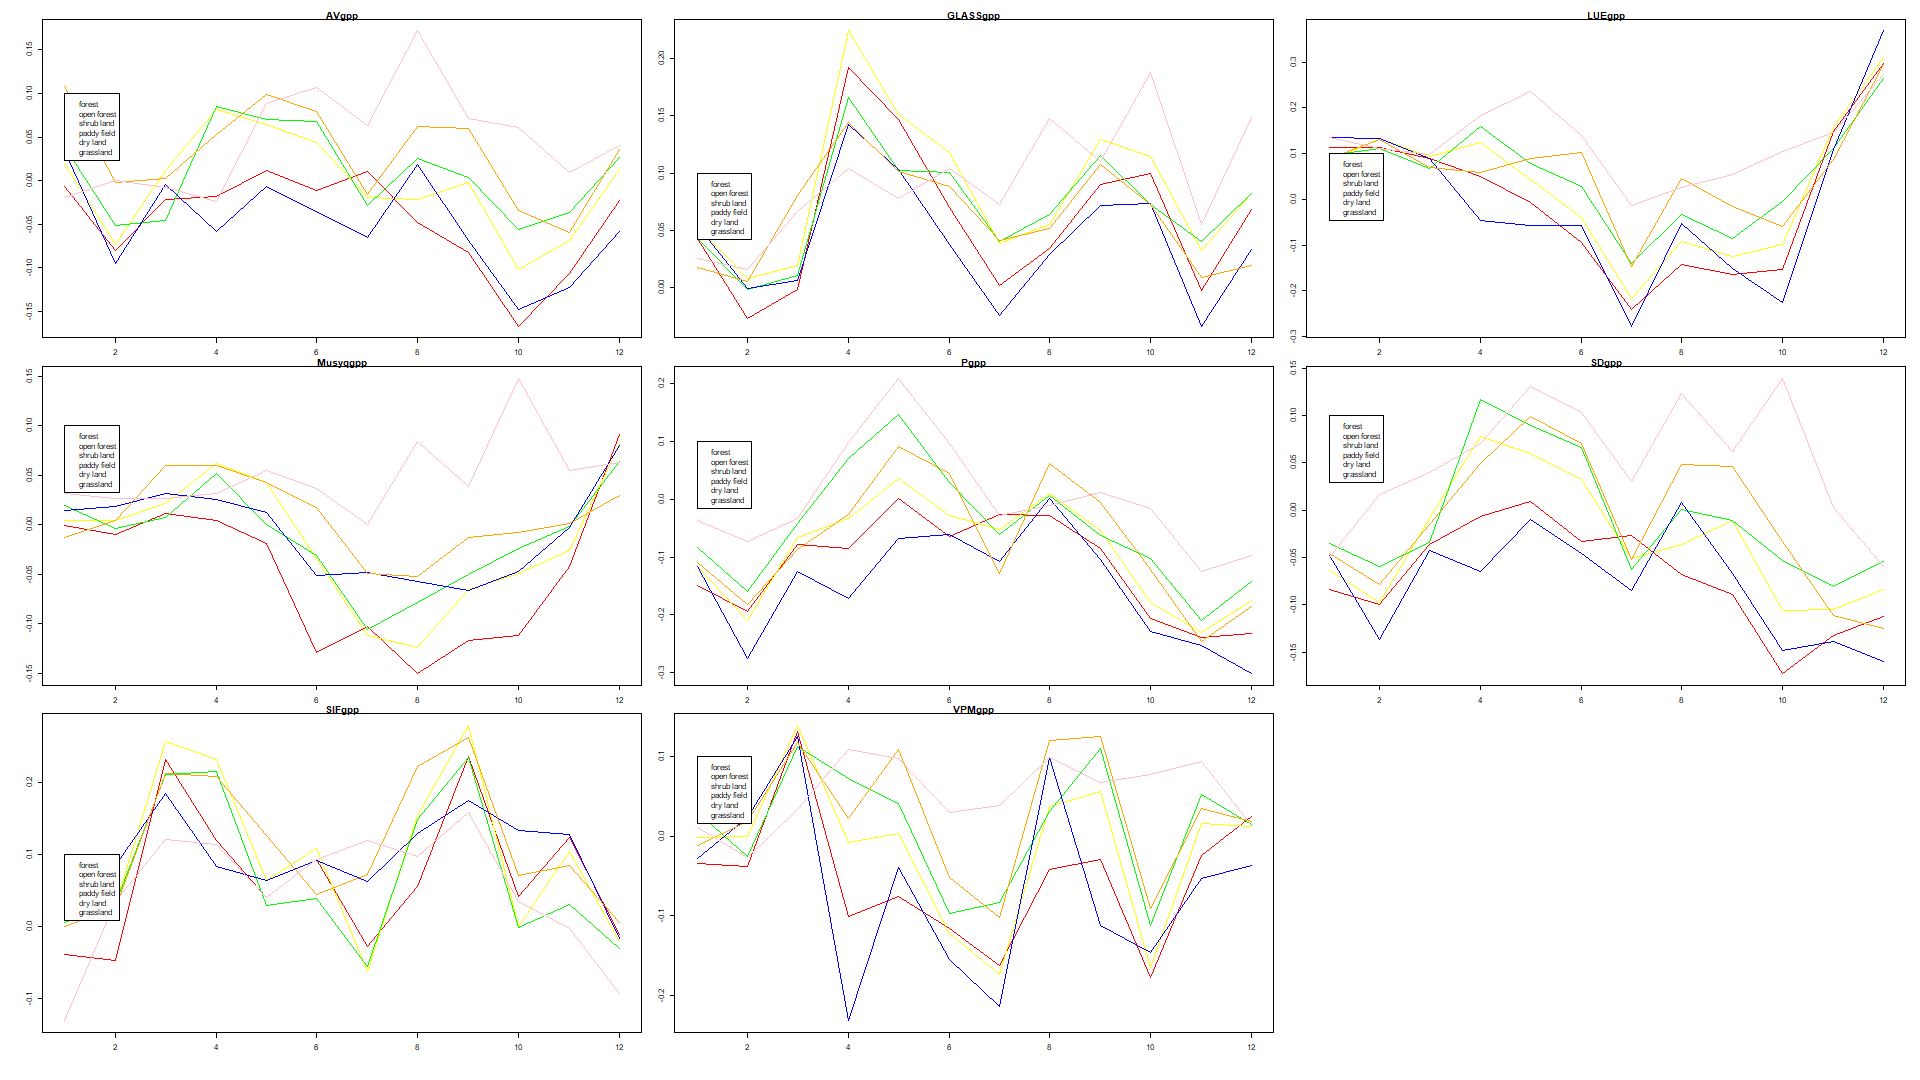 AVgpp
0.15
0.10
0.05
0.00
-0.05
-0.10
-0.15
forest
open forest
shrub land
paddy field
dry land
grassland
2 4 6 8 10 12
GLASSgpp
0.20
0.15
0.10
0.05
0.00
forest
open forest
shrub land
paddy field
dry land
grassland
2 4 6 8 10 12
LUEgpp
0.3
0.2
0.1
0.0
-0.1
-0.2
-0.3
forest
open forest
shrub land
paddy field
dry land
grassland
2 4 6 8 10 12
Musyqgpp
0.15
0.10
0.05
0.00
-0.05
-0.10
-0.15
forest
open forest
shrub land
paddy field
dry land
grassland
2 4 6 8 10 12
Pgpp
0.2
0.1
0.0
-0.1
-0.2
-0.3
forest
open forest
shrub land
paddy field
dry land
grassland
2 4 6 8 10 12
SDgpp
0.15
0.10
0.05
0.00
-0.05
-0.10
-0.15
forest
open forest
shrub land
paddy field
dry land
grassland
2 4 6 8 10 12
SIFgpp
0.2
0.1
0.0
-0.1
forest
open forest
shrub land
paddy field
dry land
grassland
2 4 6 8 10 12
VPMgpp
0.1
0.0
-0.1
-0.2
forest
open forest
shrub land
paddy field
dry land
grassland
2 4 6 8 10 12